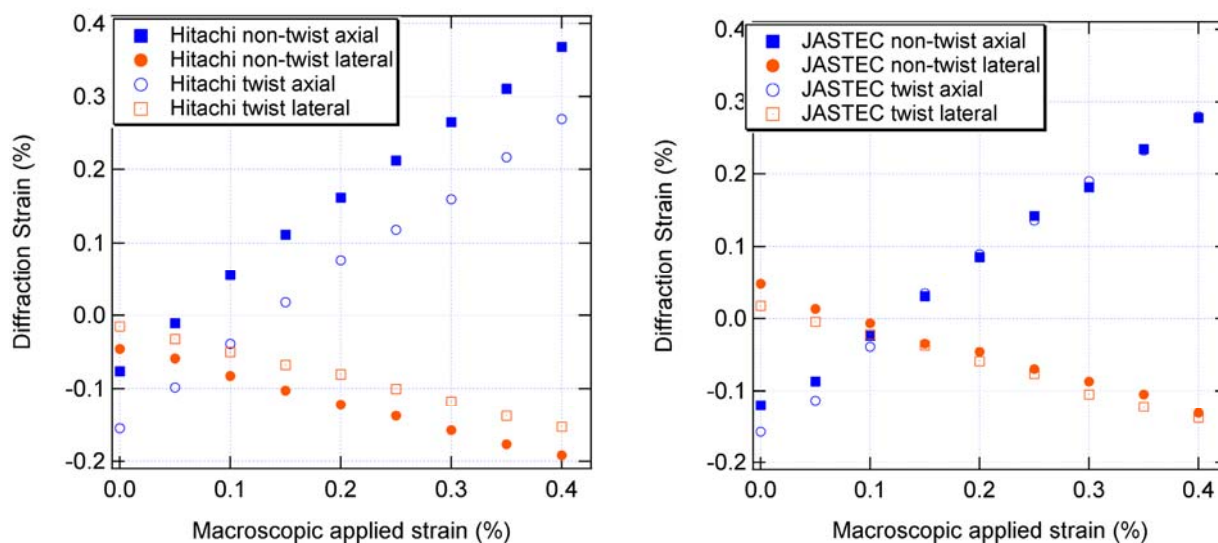 0.4
0.3
0.2
0.1
0.0
-0.1
-0.2
Diffraction Strain (%)
Hitachi non-twist axial
Hitachi non-twist lateral
Hitachi twist axial
Hitachi twist lateral
0.0 0.1 0.2 0.3 0.4
Macroscopic applied strain (%)
0.4
0.3
0.2
0.1
0.0
-0.1
-0.2
Diffraction Strain (%)
JASTEC non-twist axial
JASTEC non-twist lateral
JASTEC twist axial
JASTEC twist lateral
0.0 0.1 0.2 0.3 0.4
Macroscopic applied strain (%)